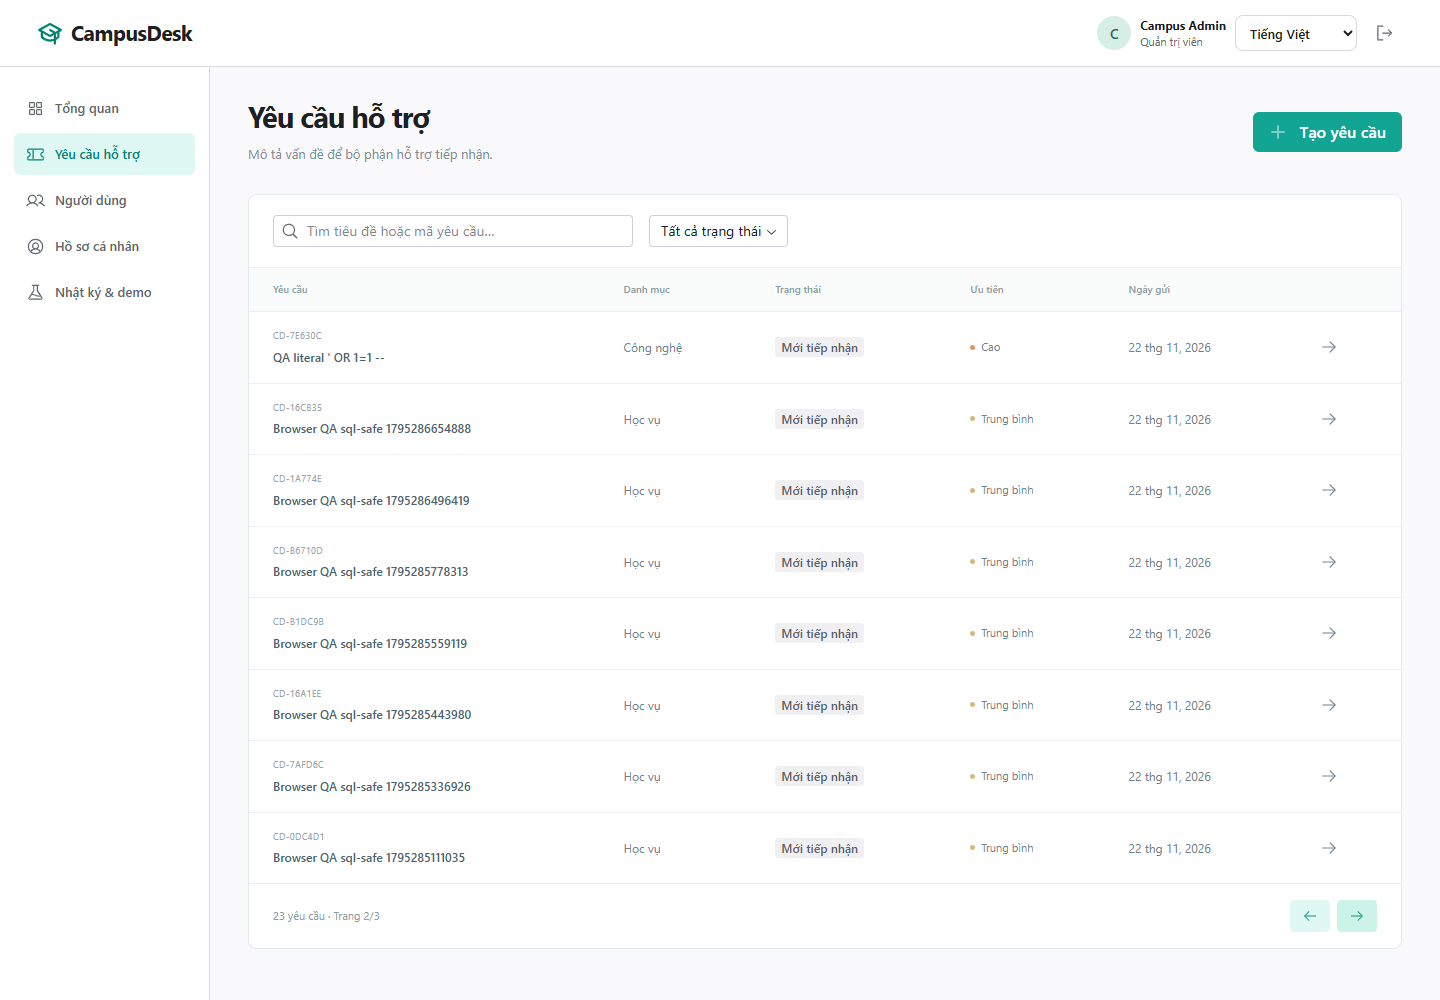 CampusDesk
C
Campus Admin
Quản trị viên
Tiếng Việt
Tổng quan
Yêu cầu hỗ trợ
Người dùng
Hồ sơ cá nhân
Nhật ký & demo
Yêu cầu hỗ trợ
Mô tả vấn đề để bộ phận hỗ trợ tiếp nhận.
Tạo yêu cầu
Tìm tiêu đề hoặc mã yêu cầu...
Tất cả trạng thái
Yêu cầu Danh mục Trạng thái Ưu tiên Ngày gửi
CD-7E630C
QA literal ' OR 1=1 --
Công nghệ Mới tiếp nhận Cao 22 thg 11, 2026
CD-16CB35
Browser QA sql-safe 1795286654888
Học vụ Mới tiếp nhận Trung bình 22 thg 11, 2026
CD-1A774E
Browser QA sql-safe 1795286496419
Học vụ Mới tiếp nhận Trung bình 22 thg 11, 2026
CD-B6710D
Browser QA sql-safe 1795285778313
Học vụ Mới tiếp nhận Trung bình 22 thg 11, 2026
CD-B1DC9B
Browser QA sql-safe 1795285559119
Học vụ Mới tiếp nhận Trung bình 22 thg 11, 2026
CD-16A1EE
Browser QA sql-safe 1795285443980
Học vụ Mới tiếp nhận Trung bình 22 thg 11, 2026
CD-7AFD6C
Browser QA sql-safe 1795285336926
Học vụ Mới tiếp nhận Trung bình 22 thg 11, 2026
CD-0DC4D1
Browser QA sql-safe 1795285111035
Học vụ Mới tiếp nhận Trung bình 22 thg 11, 2026
23 yêu cầu · Trang 2/3